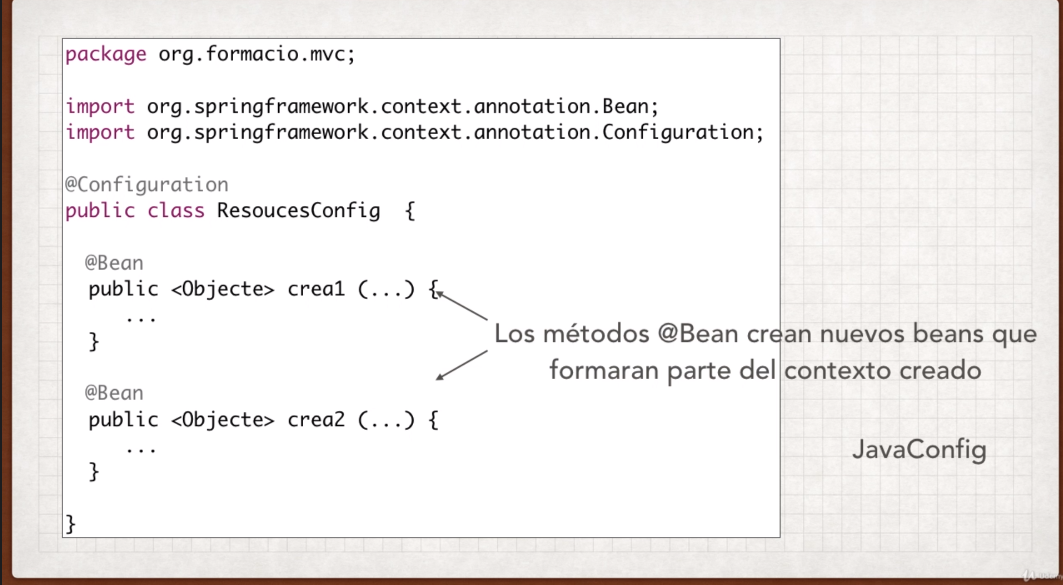 package org.formacio.mvc;
import org.springframework.context.annotation.Bean;
import org.springframework.context.annotation.Configuration;
@Configuration
public class ResoucesConfig {
@Bean
public <Objecte> crea1 (...) {
...
}
@Bean
public <Objecte> crea2 (...) {
...
}
}
Los métodos @Bean crean nuevos beans que
formaran parte del contexto creado
JavaConfig